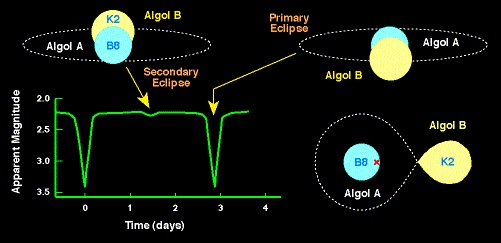 K2
Algol B
Algol A
B8
Secondary
Eclipse
Primary
Eclipse
Algol A
Algol B
Apparent Magnitude
2.0
2.5
3.0
3.5
0
1
2
3
4
Time (days)
Algol B
B8
x
K2
Algol A